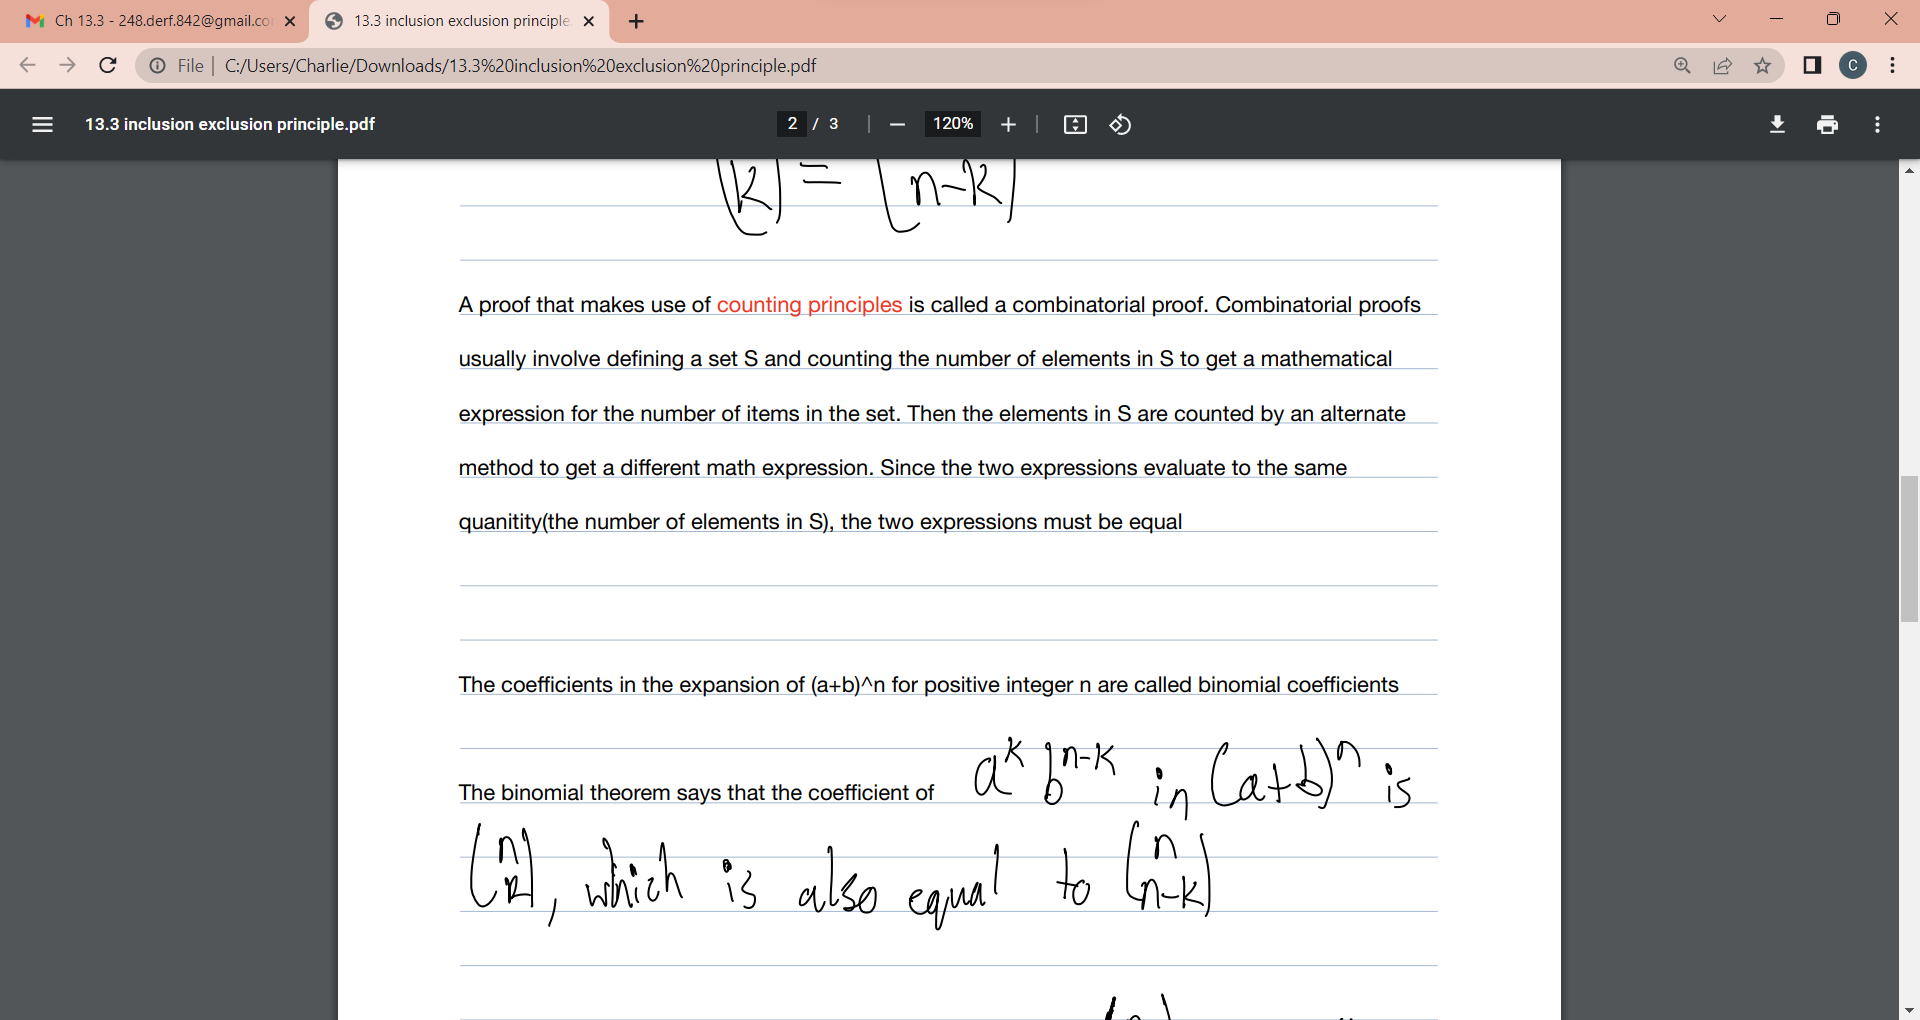 Ch 13.3 - 248.derf.842@gmail.co
13.3 inclusion exclusion principle
File | C:/Users/Charlie/Downloads/13.3%20inclusion%20exclusion%20principle.pdf
C
13.3 inclusion exclusion principle.pdf
2 / 3
120%
(k) = (n-k)
A proof that makes use of counting principles is called a combinatorial proof. Combinatorial proofs
usually involve defining a set S and counting the number of elements in S to get a mathematical
expression for the number of items in the set. Then the elements in S are counted by an alternate
method to get a different math expression. Since the two expressions evaluate to the same
quanitity(the number of elements in S), the two expressions must be equal
The coefficients in the expansion of (a+b)^n for positive integer n are called binomial coefficients
The binomial theorem says that the coefficient of a^k b^n-k in (a+b)^n is
(n k), which is also equal to (n n-k)